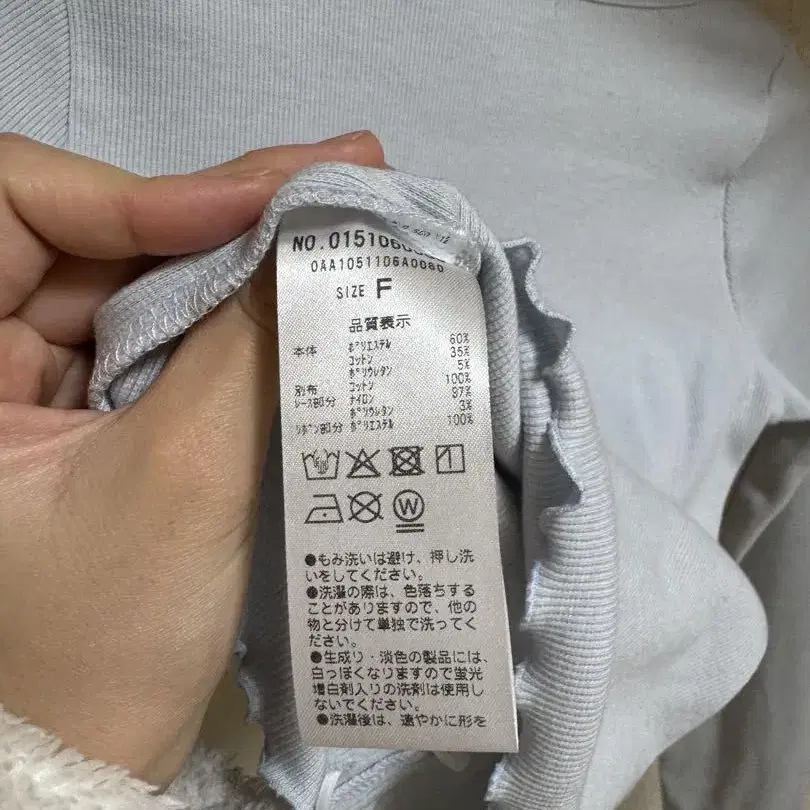 OAA1051106A0060
SIZE F
品質表示
本体 ポリエステル 60%
コットン 35%
ポリウレタン 5%
別布 コットン 100%
レース部分 ナイロン 97%
ポリウレタン 3%
リボン部分 ポリエステル 100%
W
●もみ洗いは避け、押し洗
いをしてください。
●洗濯の際は、色落ちする
ことがありますので、他の
物と分けて単独で洗ってく
ださい。
●生成り・淡色の製品には、
白っぽくなりますので蛍光
増白剤入りの洗剤は使用し
ないでください。
●洗濯後は、速やかに形を